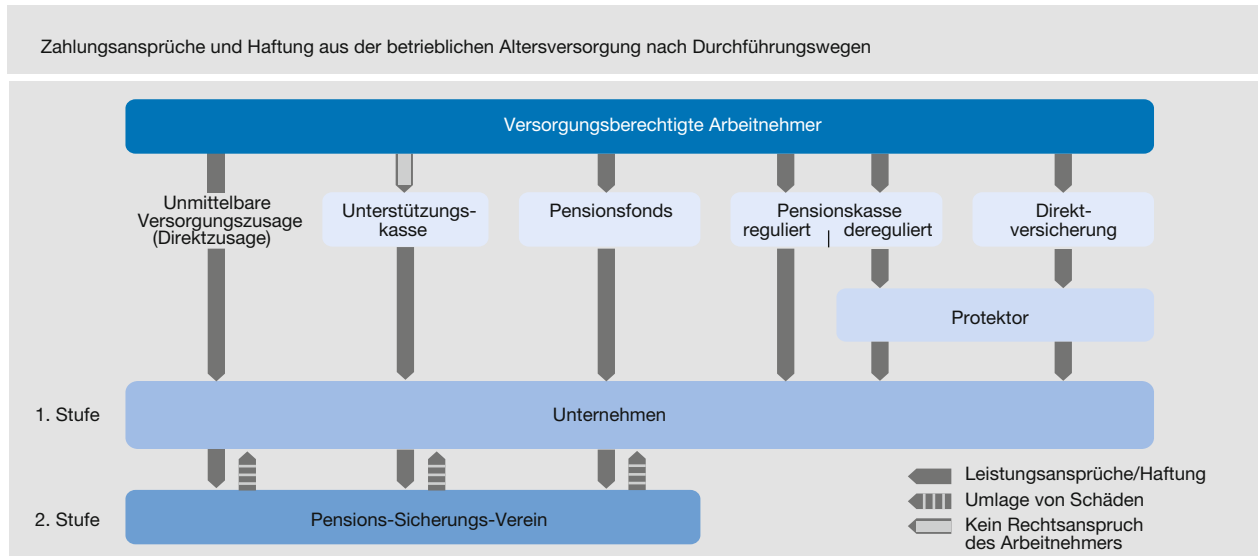 Zahlungsansprüche und Haftung aus der betrieblichen Altersversorgung nach Durchführungswegen
Versorgungsberechtigte Arbeitnehmer
Unmittelbare
Versorgungszusage
(Direktzusage)
Unterstützungs-
kasse
Pensionsfonds
Pensionskasse
reguliert | dereguliert
Direkt-
versicherung
Protektor
1. Stufe
Unternehmen
Leistungsansprüche/Haftung
Umlage von Schäden
Kein Rechtsanspruch
des Arbeitnehmers
2. Stufe
Pensions-Sicherungs-Verein